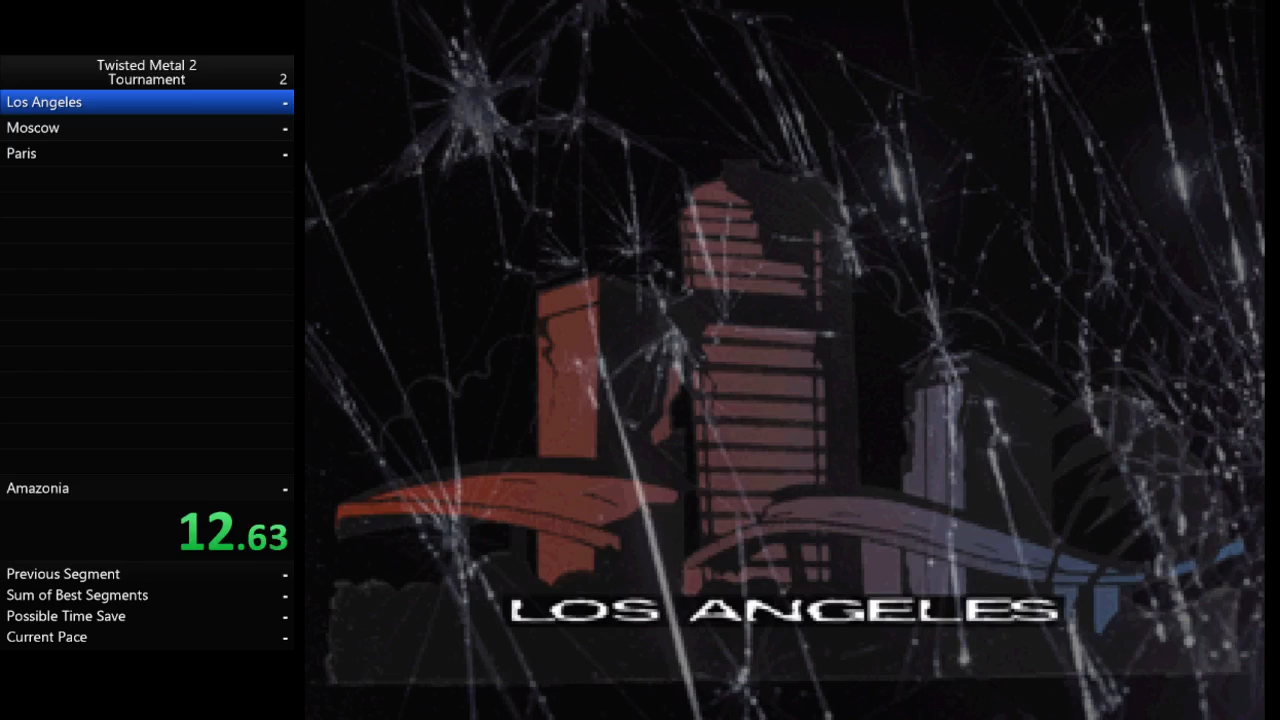 Twisted Metal 2
Tournament 2
Los Angeles -
Moscow -
Paris -
Amazonia -
12.63
Previous Segment -
Sum of Best Segments -
Possible Time Save -
Current Pace -
LOS ANGELES